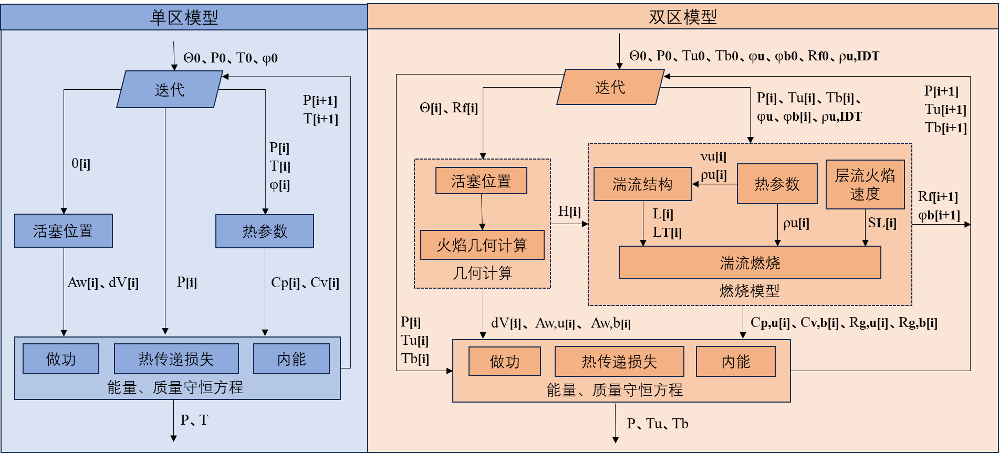 单区模型
Θ0、P0、T0、φ0
迭代
P[i+1]
T[i+1]
θ[i]
P[i]
T[i]
φ[i]
活塞位置
热参数
Aw[i]、dV[i]
P[i]
Cp[i]、Cv[i]
做功
热传递损失
内能
能量、质量守恒方程
P、T
双区模型
Θ0、P0、Tu0、Tb0、φu、φb0、Rf0、ρu,IDT
迭代
Θ[i]、Rf[i]
P[i]、Tu[i]、Tb[i]、
φu、φb[i]、ρu,IDT
P[i+1]
Tu[i+1]
Tb[i+1]
活塞位置
火焰几何计算
几何计算
H[i]
湍流结构
νu[i]
ρu[i]
热参数
层流火焰
速度
L[i]
LT[i]
ρu[i]
SL[i]
湍流燃烧
燃烧模型
Rf[i+1]
φb[i+1]
P[i]
Tu[i]
Tb[i]
dV[i]、Aw,u[i]、Aw,b[i]
Cp,u[i]、Cv,b[i]、Rg,u[i]、Rg,b[i]
做功
热传递损失
内能
能量、质量守恒方程
P、Tu、Tb